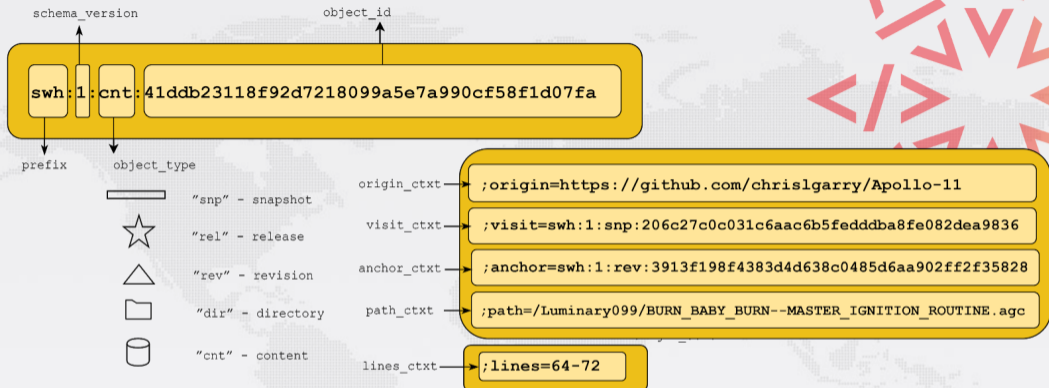 schema_version
object_id
swh:1:cnt:41ddb23118f92d7218099a5e7a990cf58f1d07fa
prefix
object_type
"snp" - snapshot
"rel" - release
"rev" - revision
"dir" - directory
"cnt" - content
origin_ctxt
;origin=https://github.com/chrislgarry/Apollo-11
visit_ctxt
;visit=swh:1:snp:206c27c0c031c6aac6b5fedddba8fe082dea9836
anchor_ctxt
;anchor=swh:1:rev:3913f198f4383d4d638c0485d6aa902ff2f35828
path_ctxt
;path=/Luminary099/BURN_BABY_BURN--MASTER_IGNITION_ROUTINE.agc
lines_ctxt
;lines=64-72